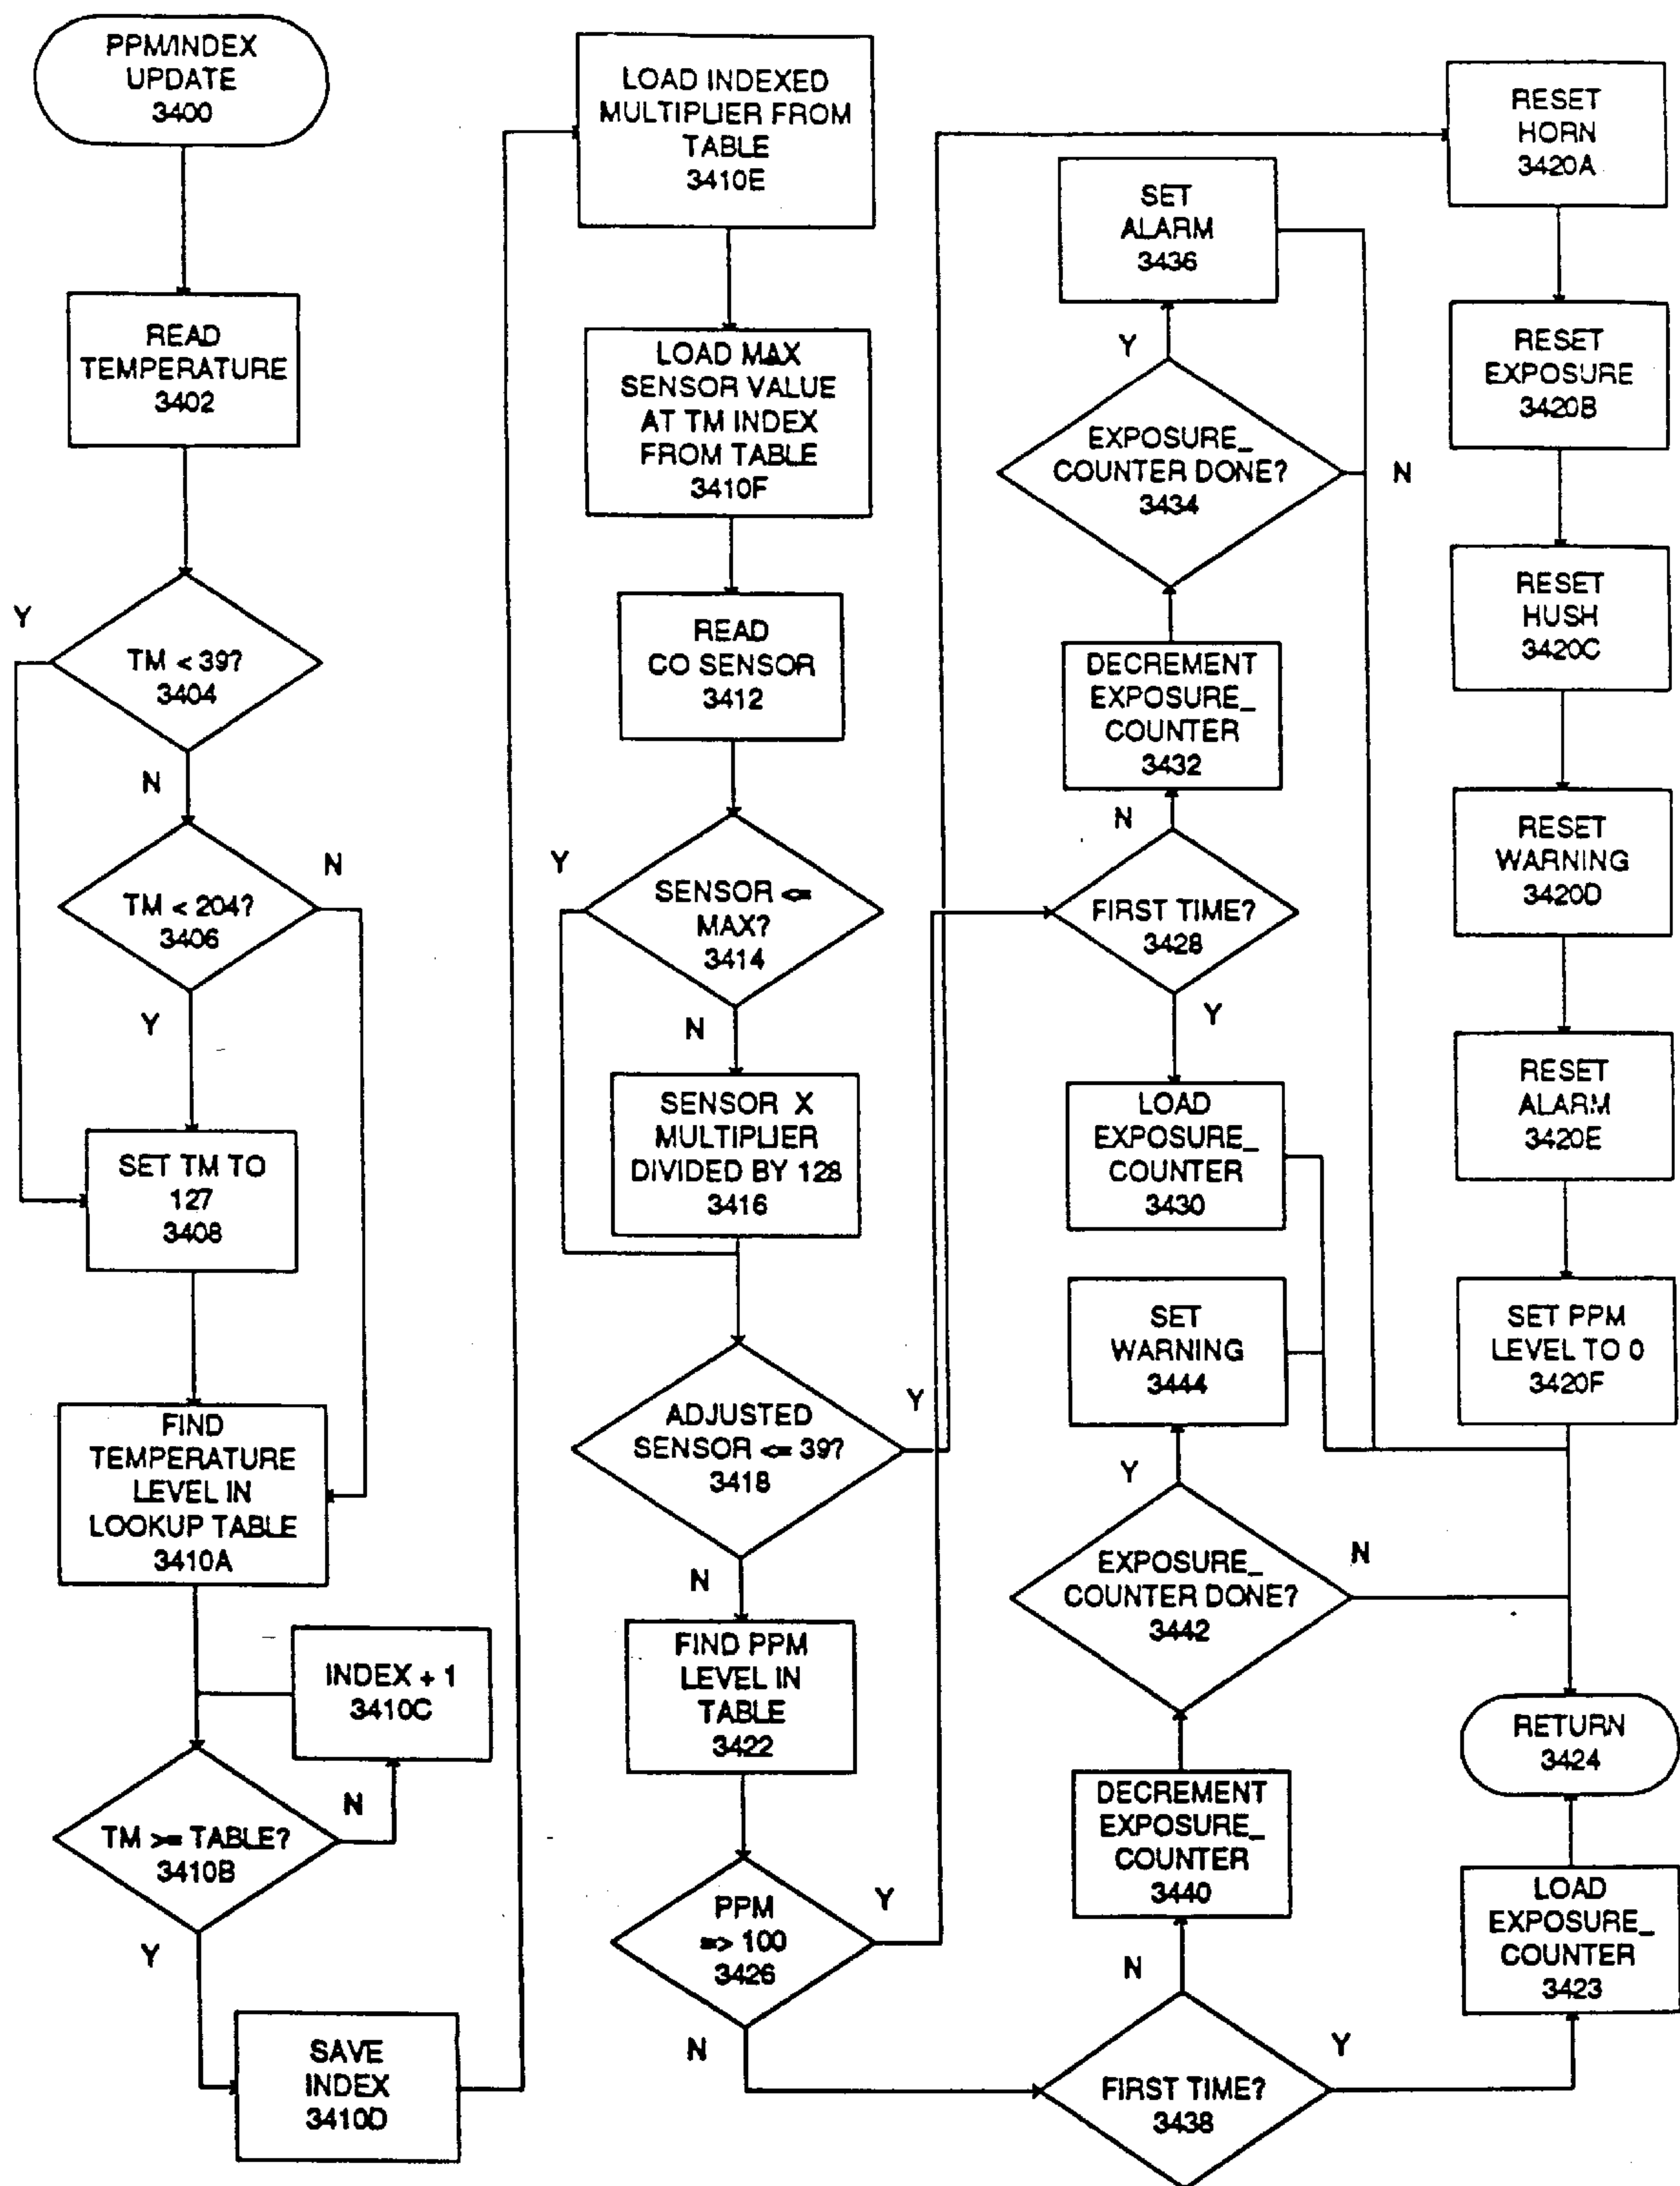 PPM/INDEX
UPDATE
3400
READ
TEMPERATURE
3402
Y
TM < 39?
3404
N
TM < 204?
3406
N
Y
SET TM TO
127
3408
FIND
TEMPERATURE
LEVEL IN
LOOKUP TABLE
3410A
INDEX + 1
3410C
TM >= TABLE?
3410B
N
Y
SAVE
INDEX
3410D
LOAD INDEXED
MULTIPLIER FROM
TABLE
3410E
LOAD MAX
SENSOR VALUE
AT TM INDEX
FROM TABLE
3410F
READ
CO SENSOR
3412
Y
SENSOR <=
MAX?
3414
N
SENSOR X
MULTIPLIER
DIVIDED BY 128
3416
ADJUSTED
SENSOR <= 39?
3418
Y
N
FIND PPM
LEVEL IN
TABLE
3422
PPM
=> 100
3426
Y
N
SET
ALARM
3436
Y
EXPOSURE_
COUNTER DONE?
3434
N
DECREMENT
EXPOSURE_
COUNTER
3432
N
FIRST TIME?
3428
Y
LOAD
EXPOSURE_
COUNTER
3430
SET
WARNING
3444
Y
EXPOSURE_
COUNTER DONE?
3442
N
DECREMENT
EXPOSURE_
COUNTER
3440
N
FIRST TIME?
3438
Y
RESET
HORN
3420A
RESET
EXPOSURE
3420B
RESET
HUSH
3420C
RESET
WARNING
3420D
RESET
ALARM
3420E
SET PPM
LEVEL TO 0
3420F
RETURN
3424
LOAD
EXPOSURE_
COUNTER
3423